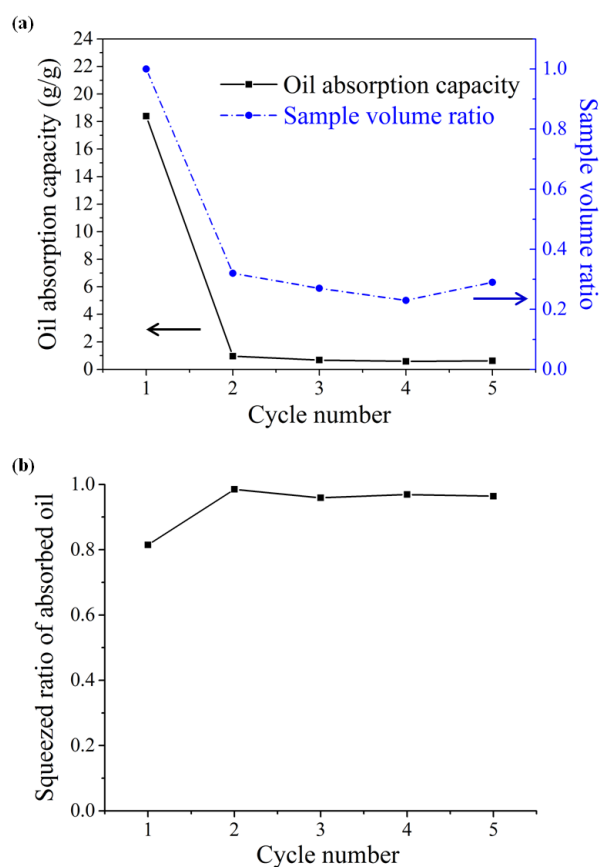 (a)
Oil absorption capacity (g/g)
24
22
20
18
16
14
12
10
8
6
4
2
0
Oil absorption capacity
Sample volume ratio
1.0
0.8
0.6
0.4
0.2
0.0
Sample volume ratio
1 2 3 4 5
Cycle number
(b)
Squeezed ratio of absorbed oil
1.0
0.8
0.6
0.4
0.2
0.0
1 2 3 4 5
Cycle number